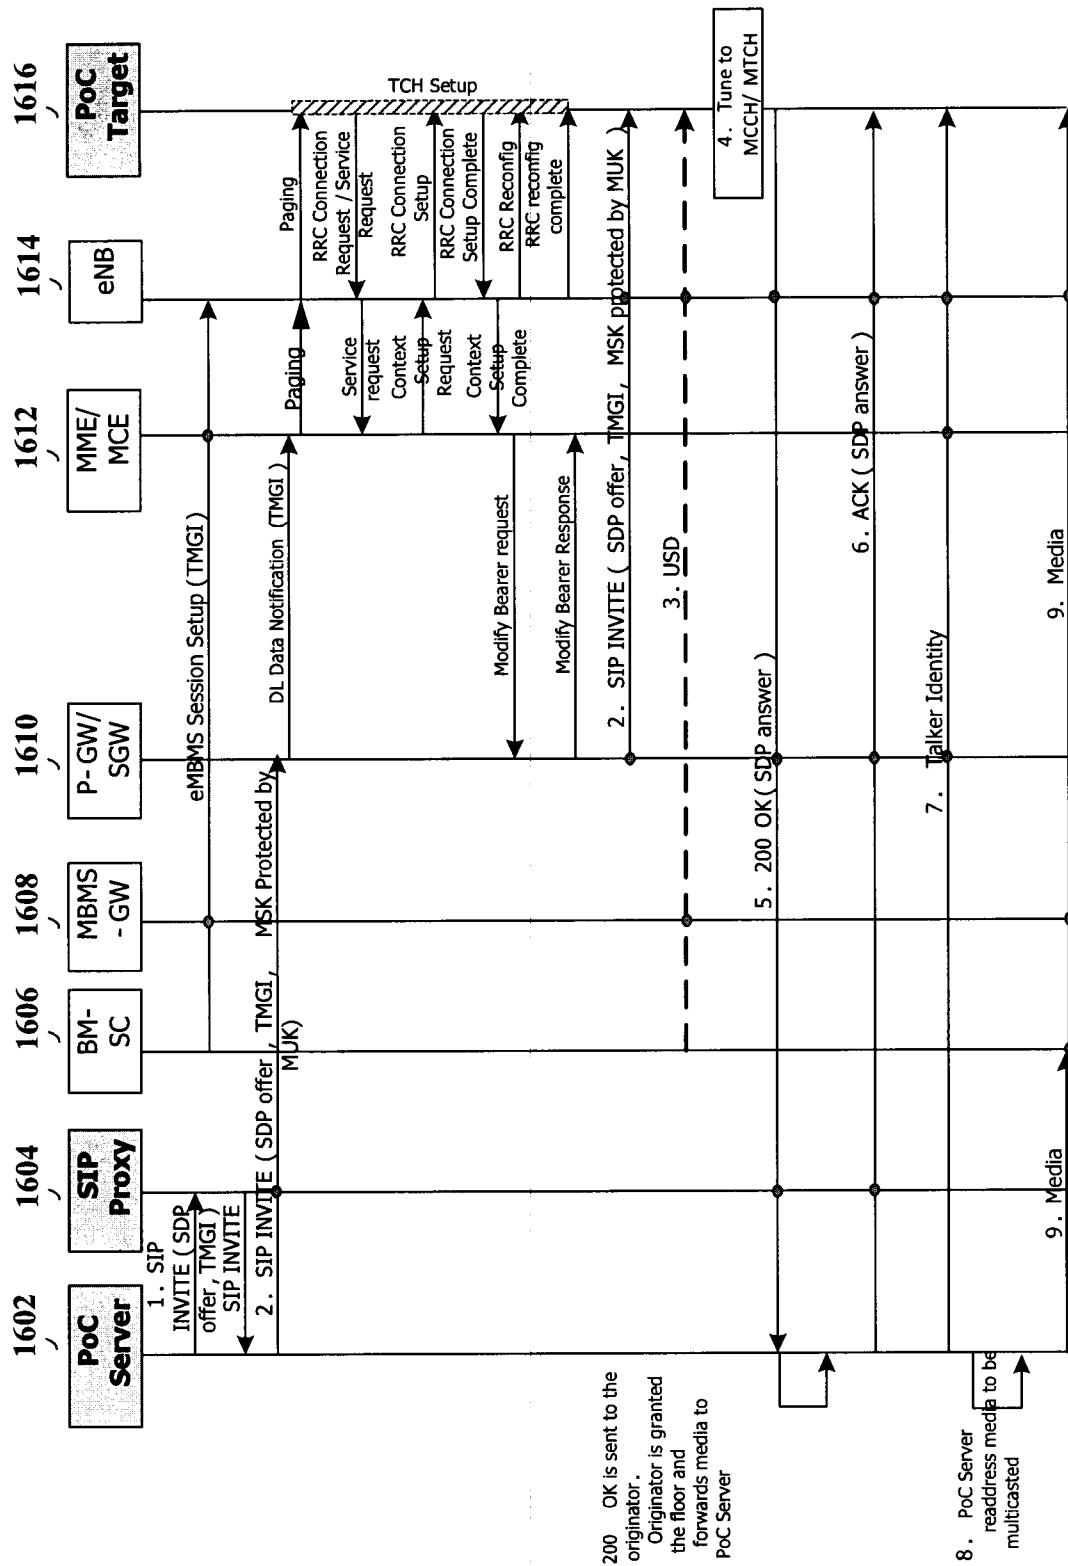 1602
1604
1606
1608
1610
1612
1614
1616
PoC
Server
SIP
Proxy
BM-
SC
MBMS
-GW
P-GW/
SGW
MME/
MCE
eNB
PoC
Target
1. SIP
INVITE ( SDP
offer , TMGI )
SIP INVITE
eMBMS Session Setup ( TMGI )
2. SIP INVITE ( SDP offer , TMGI , MSK Protected by
MUK)
DL Data Notification (TMGI )
Paging
Paging
TCH Setup
RRC Connection
Request / Service
Request
Service
request
RRC Connection
Setup
Context
Setup
Request
RRC Connection
Setup Complete
Context
Setup
Complete
RRC Reconfig
RRC reconfig
complete
Modify Bearer request
Modify Bearer Response
2. SIP INVITE ( SDP offer , TMGI , MSK protected by MUK )
3. USD
4. Tune to
MCCH/ MTCH
5. 200 OK ( SDP answer )
200 OK is sent to the
originator .
Originator is granted
the floor and
forwards media to
PoC Server
6. ACK ( SDP answer )
7. Talker Identity
8. PoC Server
readdress media to be
multicasted
9. Media
9. Media